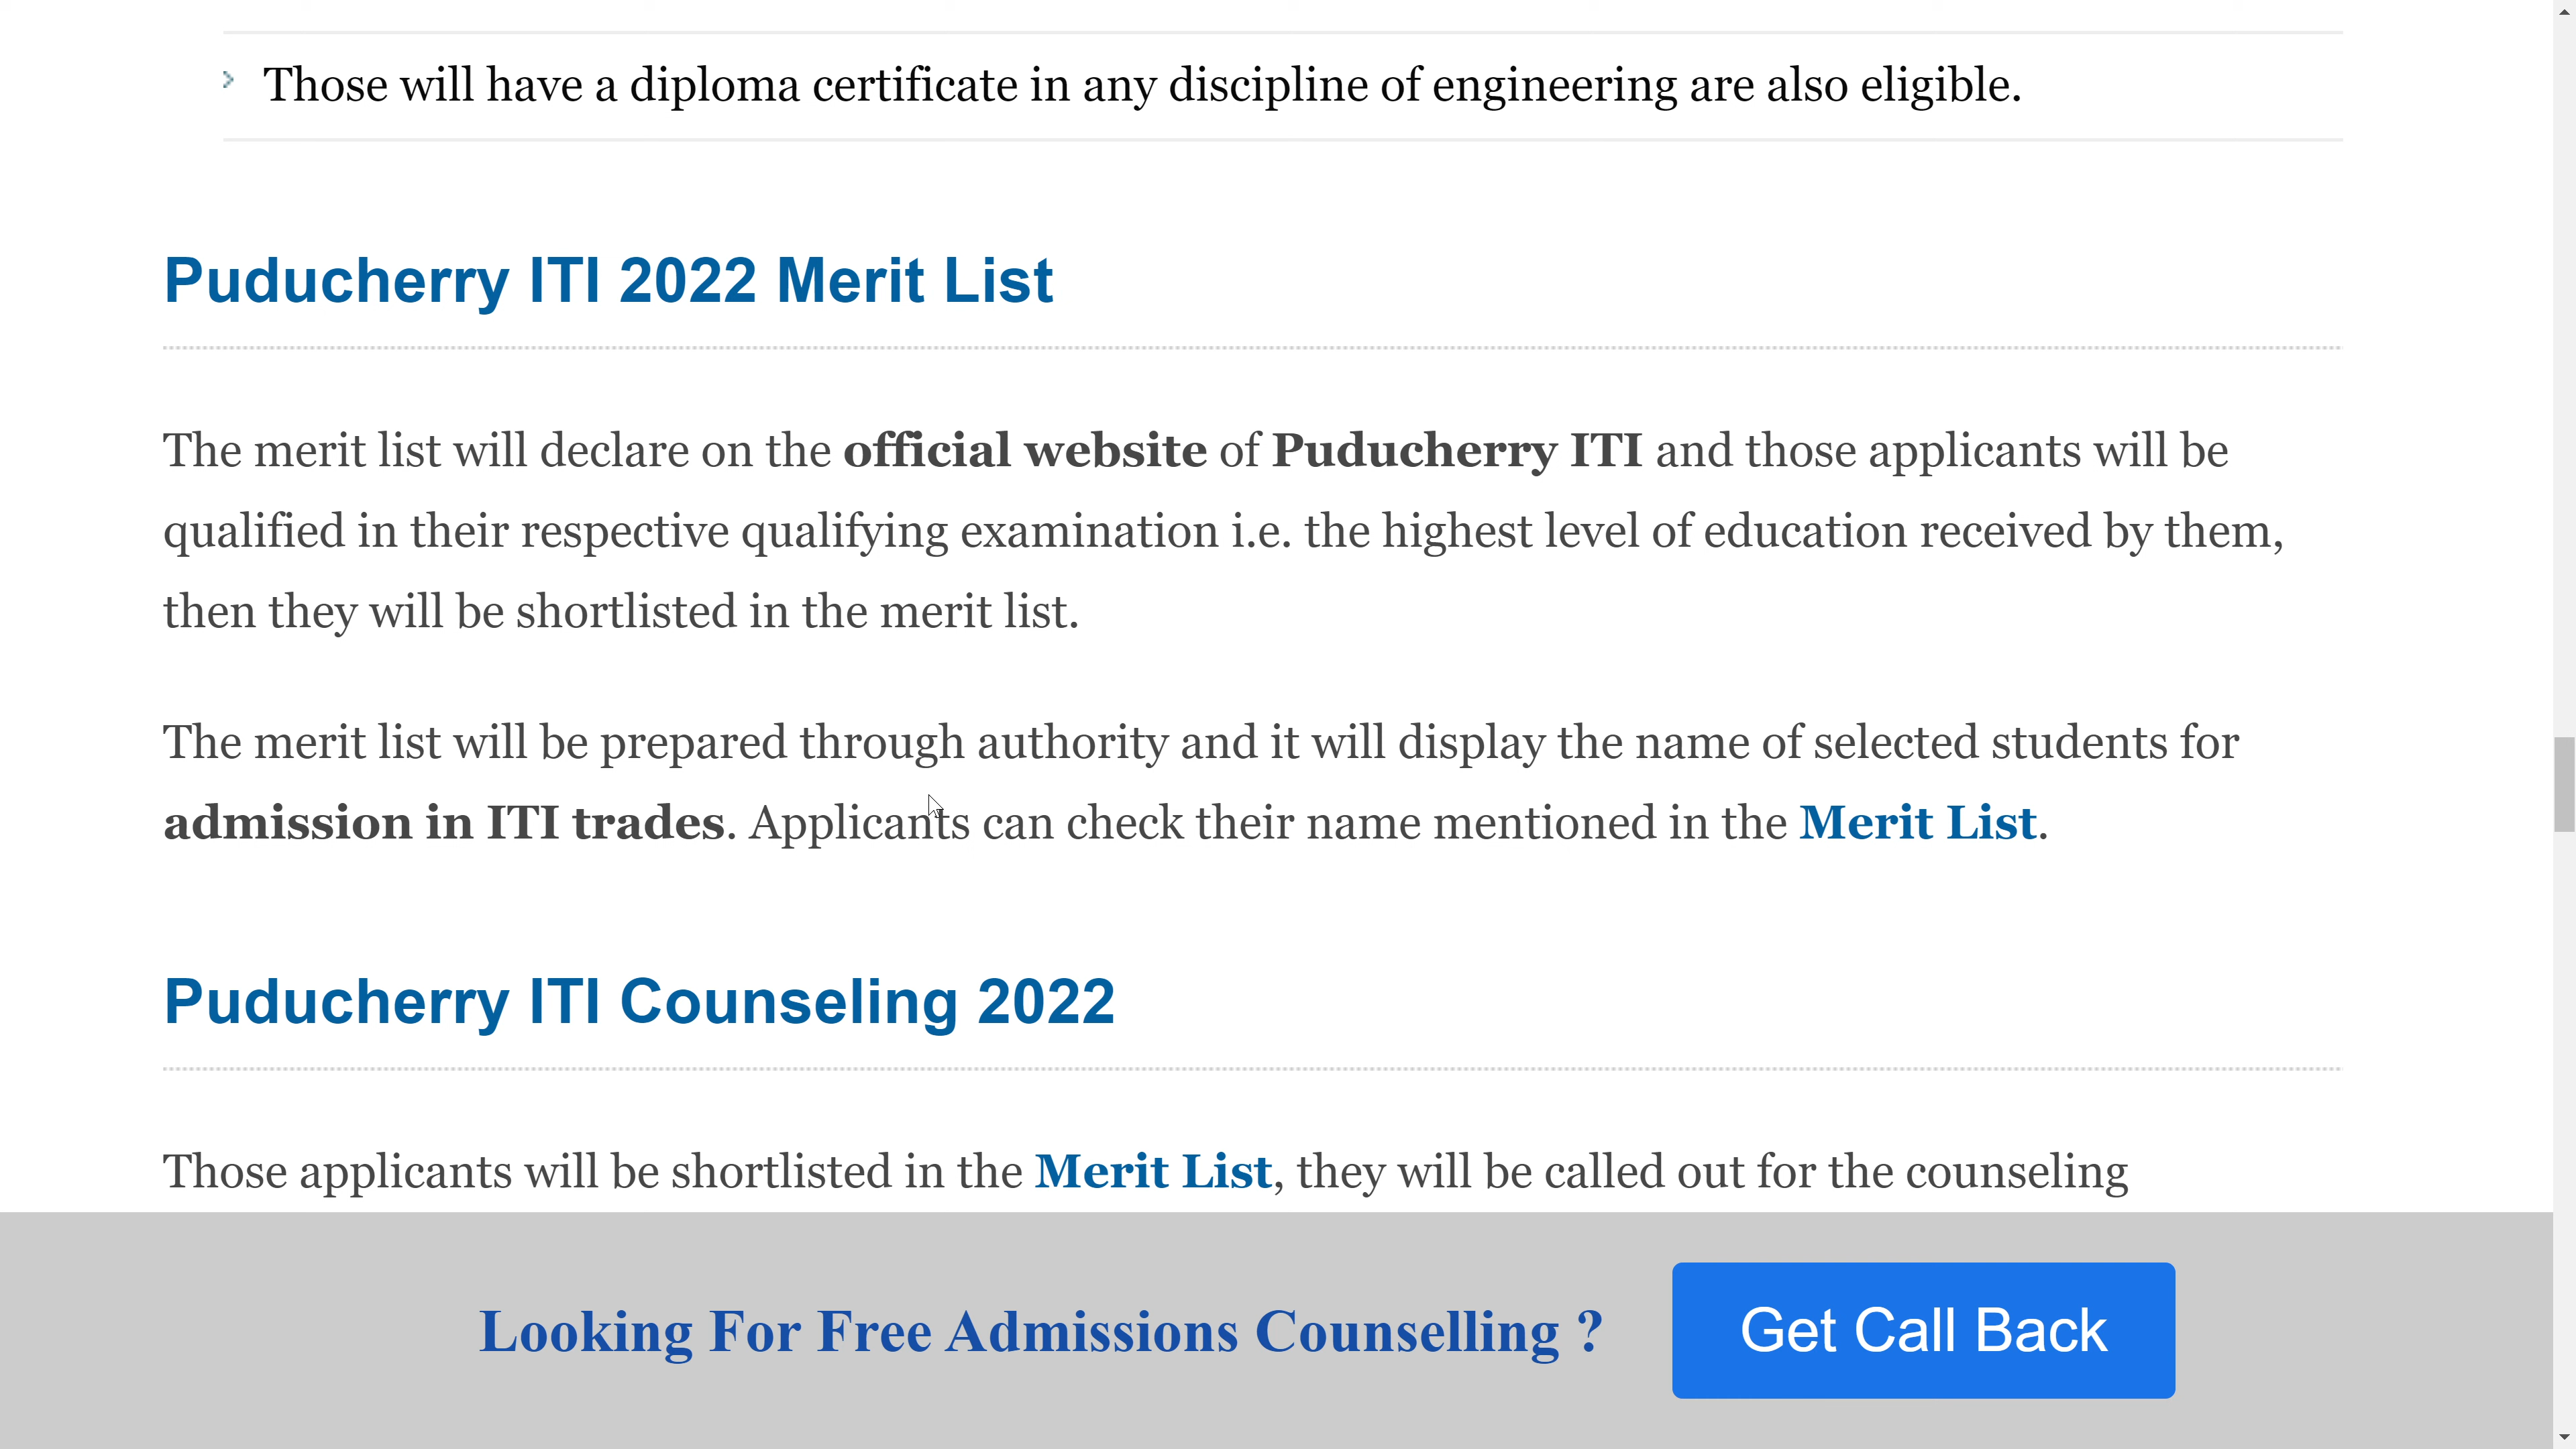 Those will have a diploma certificate in any discipline of engineering are also eligible.
Puducherry ITI 2022 Merit List
The merit list will declare on the official website of Puducherry ITI and those applicants will be
qualified in their respective qualifying examination i.e. the highest level of education received by them,
then they will be shortlisted in the merit list.
The merit list will be prepared through authority and it will display the name of selected students for
admission in ITI trades. Applicants can check their name mentioned in the Merit List.
Puducherry ITI Counseling 2022
Those applicants will be shortlisted in the Merit List, they will be called out for the counseling
Looking For Free Admissions Counselling ?
Get Call Back